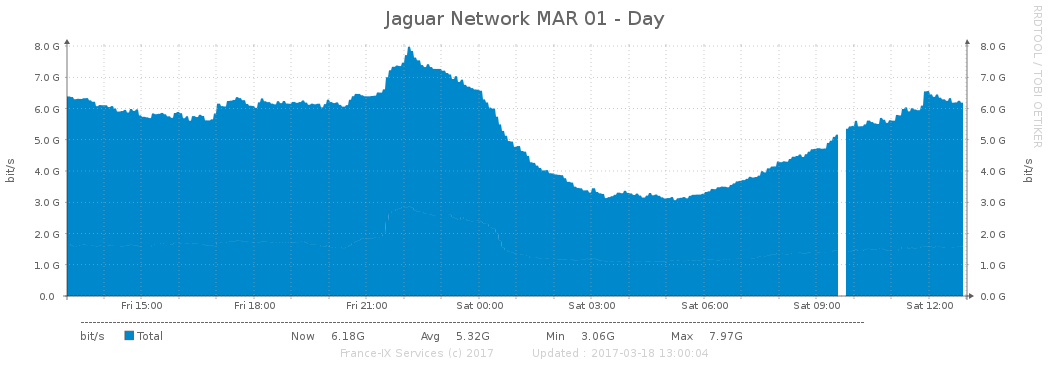 Jaguar Network MAR 01 - Day
RRDTOOL / TOBI OETIKER
bit/s
bit/s
8.0 G 8.0 G
7.0 G 7.0 G
6.0 G 6.0 G
5.0 G 5.0 G
4.0 G 4.0 G
3.0 G 3.0 G
2.0 G 2.0 G
1.0 G 1.0 G
0.0 0.0 G
Fri 15:00 Fri 18:00 Fri 21:00 Sat 00:00 Sat 03:00 Sat 06:00 Sat 09:00 Sat 12:00
bit/s Total Now 6.18G Avg 5.32G Min 3.06G Max 7.97G
France-IX Services (c) 2017 Updated : 2017-03-18 13:00:04